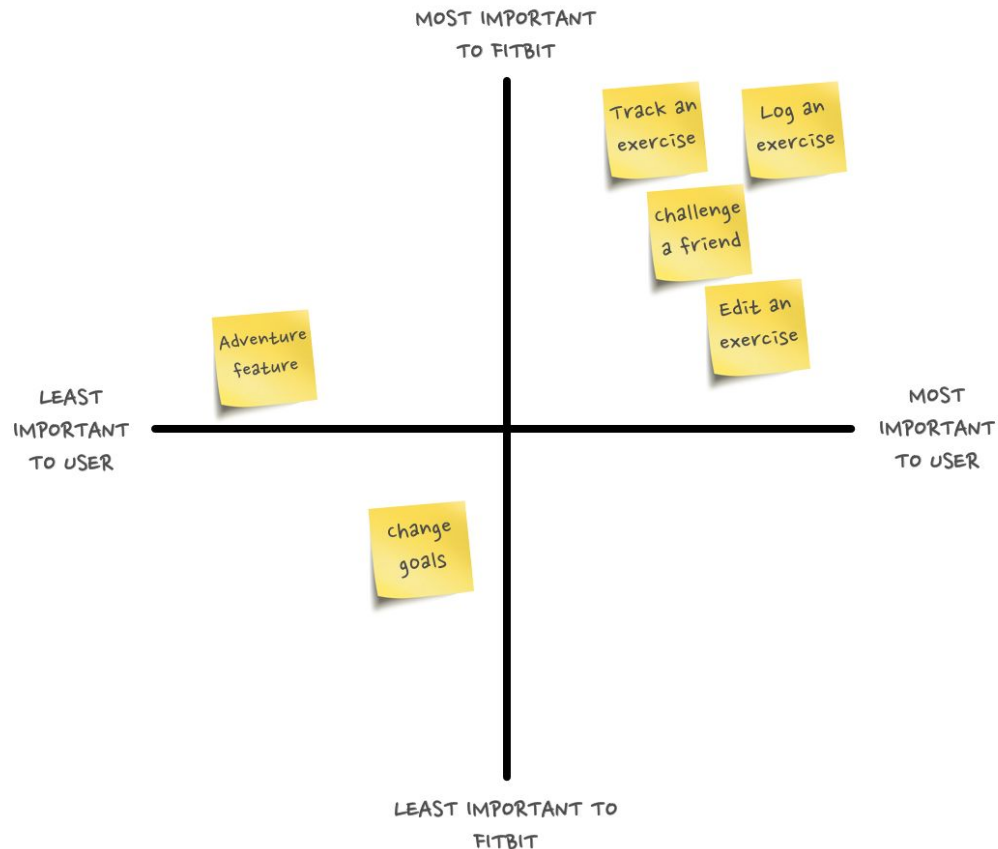 MOST IMPORTANT
TO FITBIT
Track an
exercise
Log an
exercise
Challenge
a friend
Edit an
exercise
Adventure
feature
LEAST
IMPORTANT
TO USER
MOST
IMPORTANT
TO USER
Change
goals
LEAST IMPORTANT TO
FITBIT